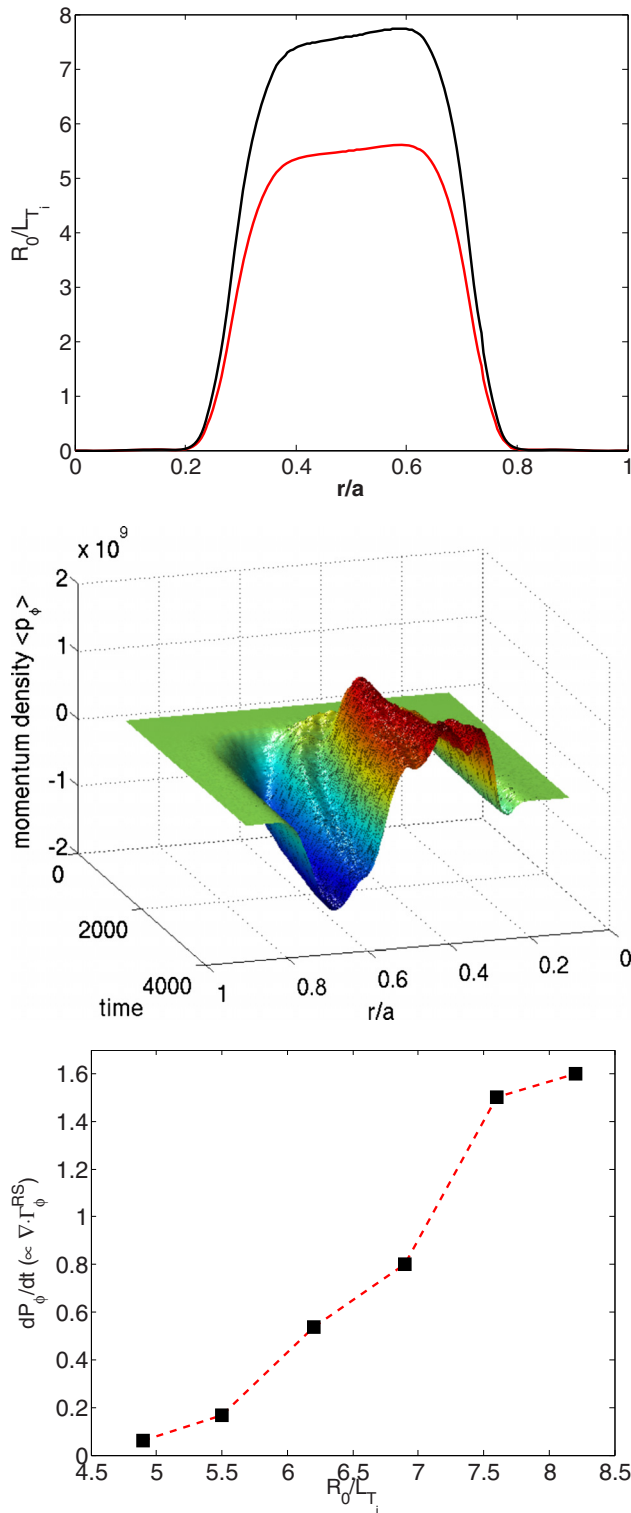 8
7
6
5
4
3
2
1
0
R0/LTi
0 0.2 0.4 0.6 0.8 1
r/a
x 10^9
2
1
0
-1
-2
momentum density <pϕ>
0
2000
4000
time
1 0.8 0.6 0.4 0.2 0
r/a
1.6
1.4
1.2
1
0.8
0.6
0.4
0.2
0
dPϕ/dt (∝ ∇·Γϕ^RS)
4.5 5 5.5 6 6.5 7 7.5 8 8.5
R0/LTi